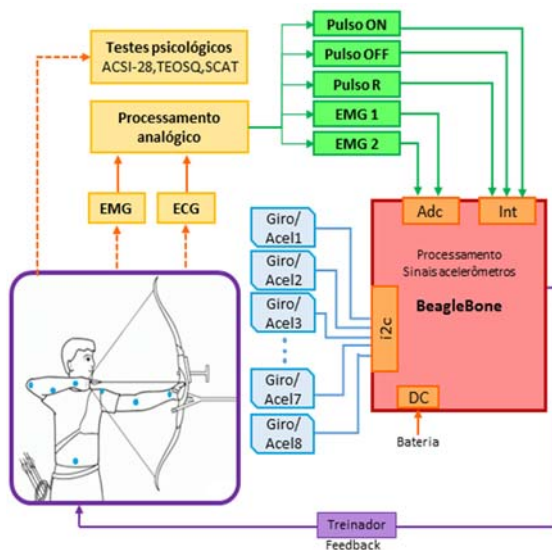 Testes psicológicos
ACSI-28,TEOSQ,SCAT
Processamento
analógico
EMG
ECG
Pulso ON
Pulso OFF
Pulso R
EMG 1
EMG 2
Adc
Int
Processamento
Sinais acelerômetros
BeagleBone
i2c
DC
Bateria
Giro/
Acel1
Giro/
Acel2
Giro/
Acel3
Giro/
Acel7
Giro/
Acel8
Treinador
Feedback